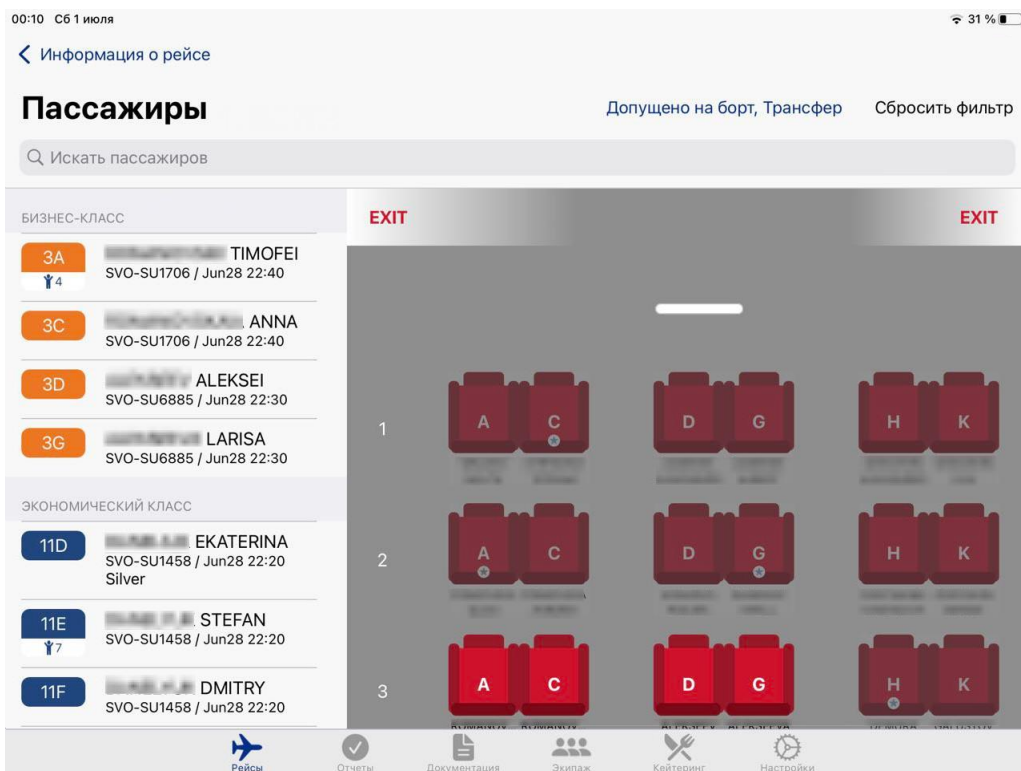 00:10 Сб 1 июля
31 %
Информация о рейсе
Пассажиры
Допущено на борт, Трансфер
Сбросить фильтр
Искать пассажиров
БИЗНЕС-КЛАСС
3A
TIMOFEI
4
SVO-SU1706 / Jun28 22:40
3C
ANNA
SVO-SU1706 / Jun28 22:40
3D
ALEKSEI
SVO-SU6885 / Jun28 22:30
3G
LARISA
SVO-SU6885 / Jun28 22:30
ЭКОНОМИЧЕСКИЙ КЛАСС
11D
EKATERINA
SVO-SU1458 / Jun28 22:20
Silver
11E
STEFAN
7
SVO-SU1458 / Jun28 22:20
11F
DMITRY
SVO-SU1458 / Jun28 22:20
EXIT
EXIT
1
A C D G H K
2
A C D G H K
3
A C D G H K
Рейсы
Отчеты
Документация
Экипаж
Кейтеринг
Настройки